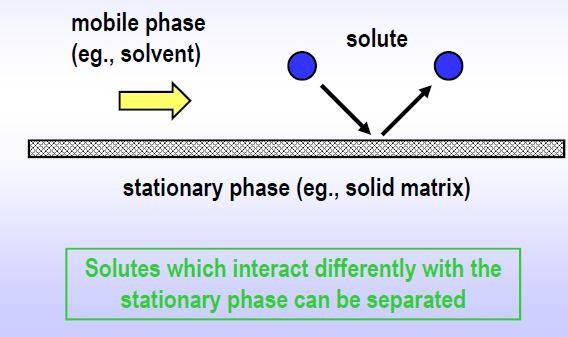 mobile phase
(eg., solvent)
solute
stationary phase (eg., solid matrix)
Solutes which interact differently with the
stationary phase can be separated